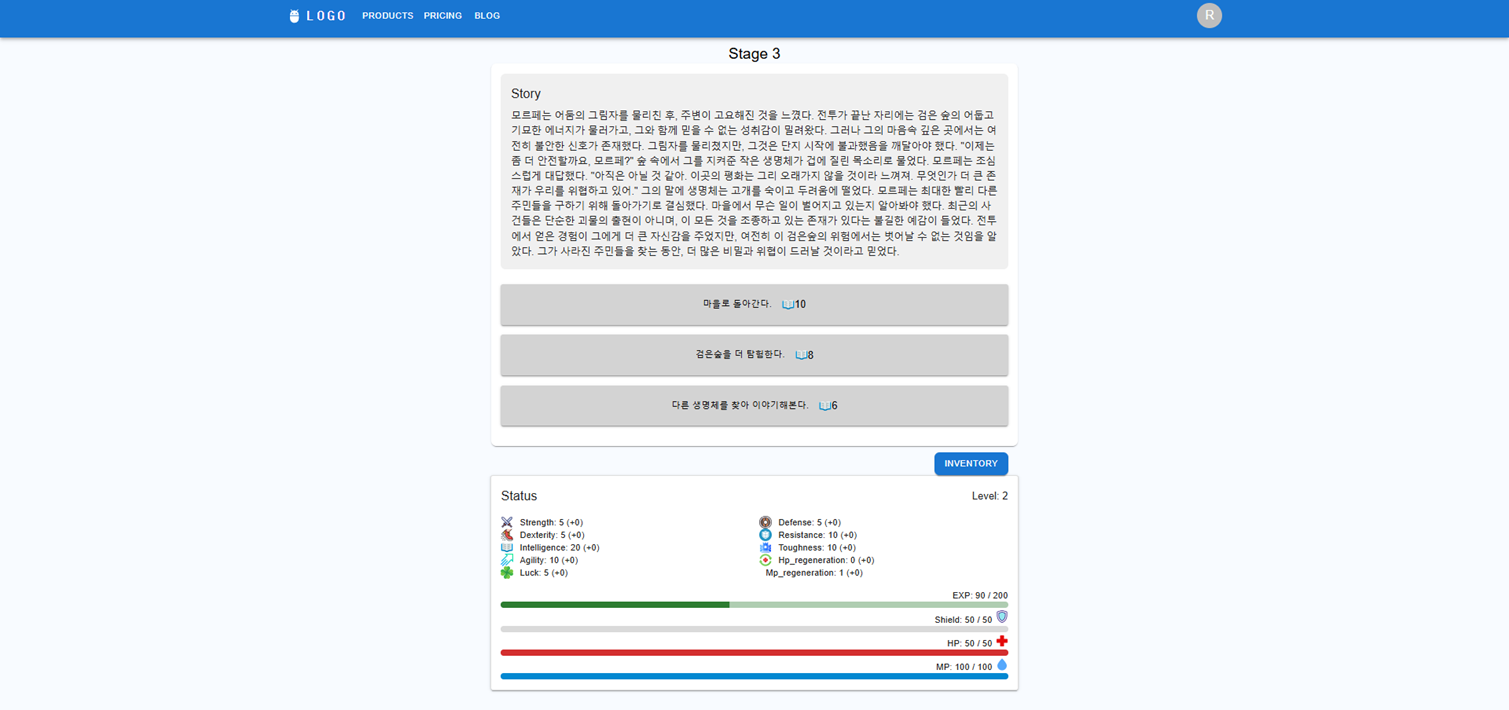 LOGO PRODUCTS PRICING BLOG R
Stage 3
Story
모르페는 어둠의 그림자를 물리친 후, 주변이 고요해진 것을 느꼈다. 전투가 끝난 자리에는 검은 숲의 어둡고
기묘한 에너지가 물러가고, 그와 함께 믿을 수 없는 성취감이 밀려왔다. 그러나 그의 마음속 깊은 곳에서는 여
전히 불안한 신호가 존재했다. 그림자를 물리쳤지만, 그것은 단지 시작에 불과했음을 깨달아야 했다. "이제는
좀 더 안전할까요, 모르페?" 숲 속에서 그를 지켜준 작은 생명체가 겁에 질린 목소리로 물었다. 모르페는 조심
스럽게 대답했다. "아직은 아닐 것 같아. 이곳의 평화는 그리 오래가지 않을 것이라 느껴져. 무엇인가 더 큰 존
재가 우리를 위협하고 있어." 그의 말에 생명체는 고개를 숙이고 두려움에 떨었다. 모르페는 최대한 빨리 다른
주민들을 구하기 위해 돌아가기로 결심했다. 마을에서 무슨 일이 벌어지고 있는지 알아봐야 했다. 최근의 사
건들은 단순한 괴물의 출현이 아니며, 이 모든 것을 조종하고 있는 존재가 있다는 불길한 예감이 들었다. 전투
에서 얻은 경험이 그에게 더 큰 자신감을 주었지만, 여전히 이 검은숲의 위험에서는 벗어날 수 없는 것임을 알
았다. 그가 사라진 주민들을 찾는 동안, 더 많은 비밀과 위협이 드러날 것이라고 믿었다.
마을로 돌아간다. 10
검은숲을 더 탐험한다. 8
다른 생명체를 찾아 이야기해본다. 6
INVENTORY
Status Level: 2
Strength: 5 (+0) Defense: 5 (+0)
Dexterity: 5 (+0) Resistance: 10 (+0)
Intelligence: 20 (+0) Toughness: 10 (+0)
Agility: 10 (+0) Hp_regeneration: 0 (+0)
Luck: 5 (+0) Mp_regeneration: 1 (+0)
EXP: 90 / 200
Shield: 50 / 50
HP: 50 / 50
MP: 100 / 100